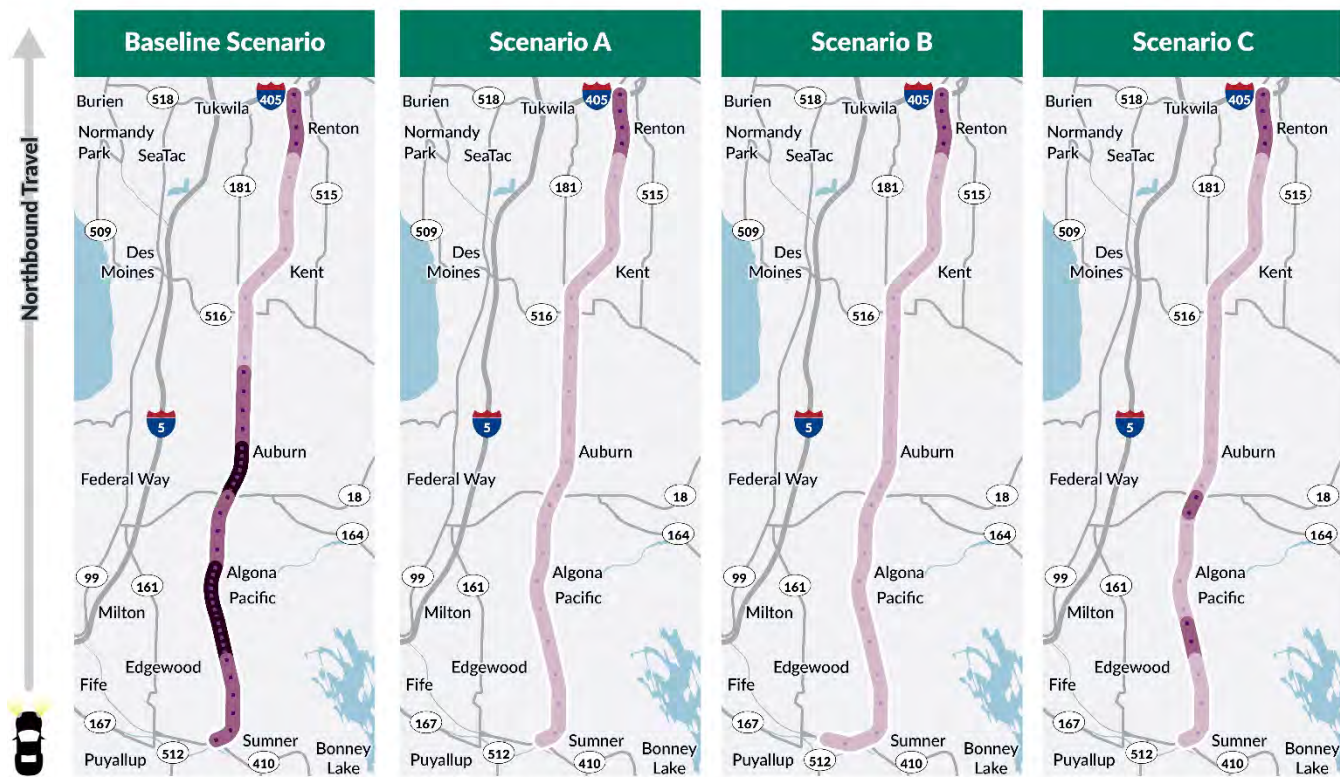 Northbound Travel
Baseline Scenario
Burien
518
Tukwila
405
Normandy
Park
SeaTac
Renton
181
515
509
Des
Moines
Kent
516
5
Auburn
Federal Way
18
164
99
161
Algona
Pacific
Milton
Edgewood
Fife
167
512
Sumner
Puyallup
410
Bonney
Lake
Scenario A
Burien
518
Tukwila
405
Normandy
Park
SeaTac
Renton
181
515
509
Des
Moines
Kent
516
5
Auburn
Federal Way
18
164
99
161
Algona
Pacific
Milton
Edgewood
Fife
167
512
Sumner
Puyallup
410
Bonney
Lake
Scenario B
Burien
518
Tukwila
405
Normandy
Park
SeaTac
Renton
181
515
509
Des
Moines
Kent
516
5
Auburn
Federal Way
18
164
99
161
Algona
Pacific
Milton
Edgewood
Fife
167
512
Sumner
Puyallup
410
Bonney
Lake
Scenario C
Burien
518
Tukwila
405
Normandy
Park
SeaTac
Renton
181
515
509
Des
Moines
Kent
516
5
Auburn
Federal Way
18
164
99
161
Algona
Pacific
Milton
Edgewood
Fife
167
512
Sumner
Puyallup
410
Bonney
Lake